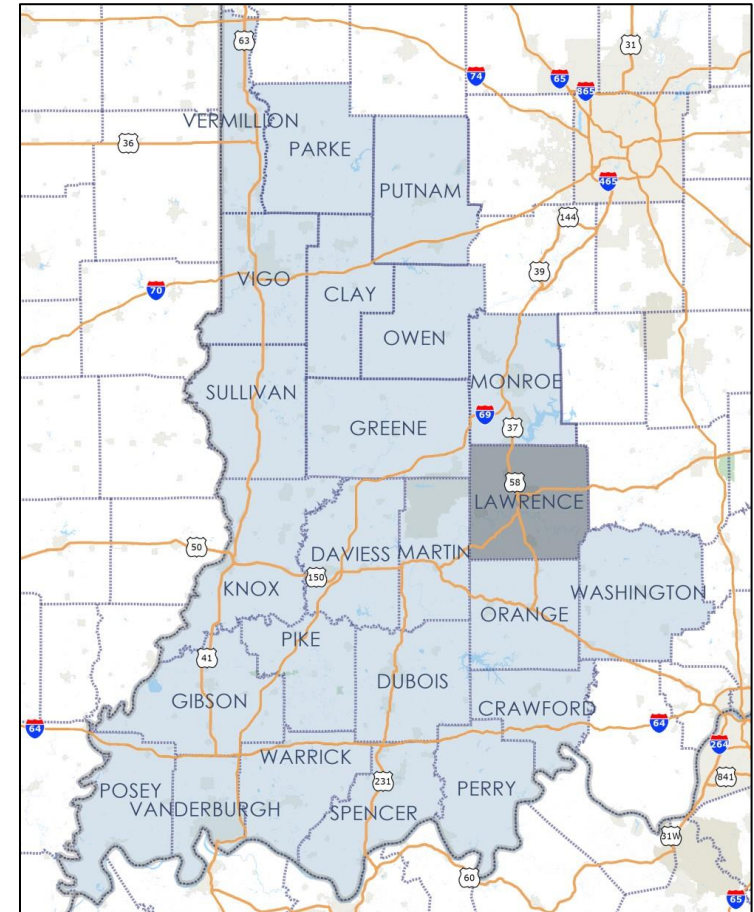 63
31
74
65
865
VERMILLION
36
PARKE
465
PUTNAM
144
39
VIGO
70
CLAY
OWEN
SULLIVAN
MONROE
69
GREENE
37
58
LAWRENCE
50
DAVIESS
MARTIN
150
KNOX
WASHINGTON
ORANGE
PIKE
41
DUBOIS
GIBSON
CRAWFORD
64
64
264
WARRICK
841
231
POSEY
PERRY
VANDERBURGH
SPENCER
31W
60
65